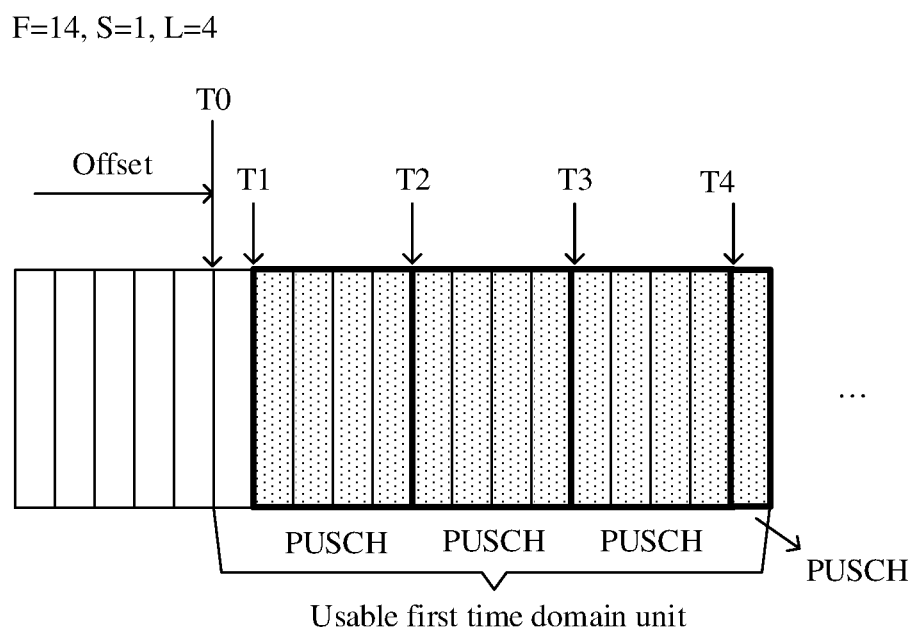 F=14, S=1, L=4
T0
Offset
T1 T2 T3 T4
...
PUSCH PUSCH PUSCH
PUSCH
Usable first time domain unit